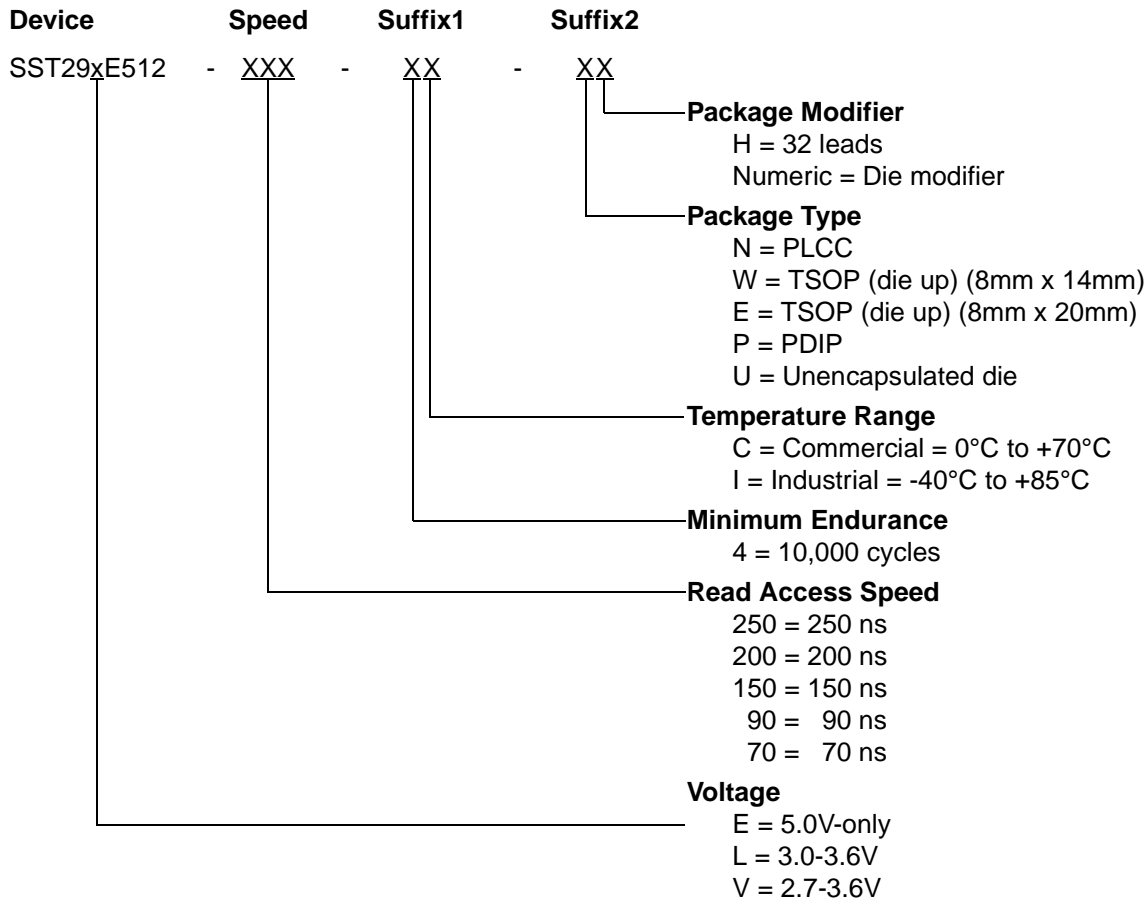 Device Speed Suffix1 Suffix2
SST29xE512 - XXX - XX - XX
Package Modifier
H = 32 leads
Numeric = Die modifier
Package Type
N = PLCC
W = TSOP (die up) (8mm x 14mm)
E = TSOP (die up) (8mm x 20mm)
P = PDIP
U = Unencapsulated die
Temperature Range
C = Commercial = 0°C to +70°C
I = Industrial = -40°C to +85°C
Minimum Endurance
4 = 10,000 cycles
Read Access Speed
250 = 250 ns
200 = 200 ns
150 = 150 ns
90 = 90 ns
70 = 70 ns
Voltage
E = 5.0V-only
L = 3.0-3.6V
V = 2.7-3.6V